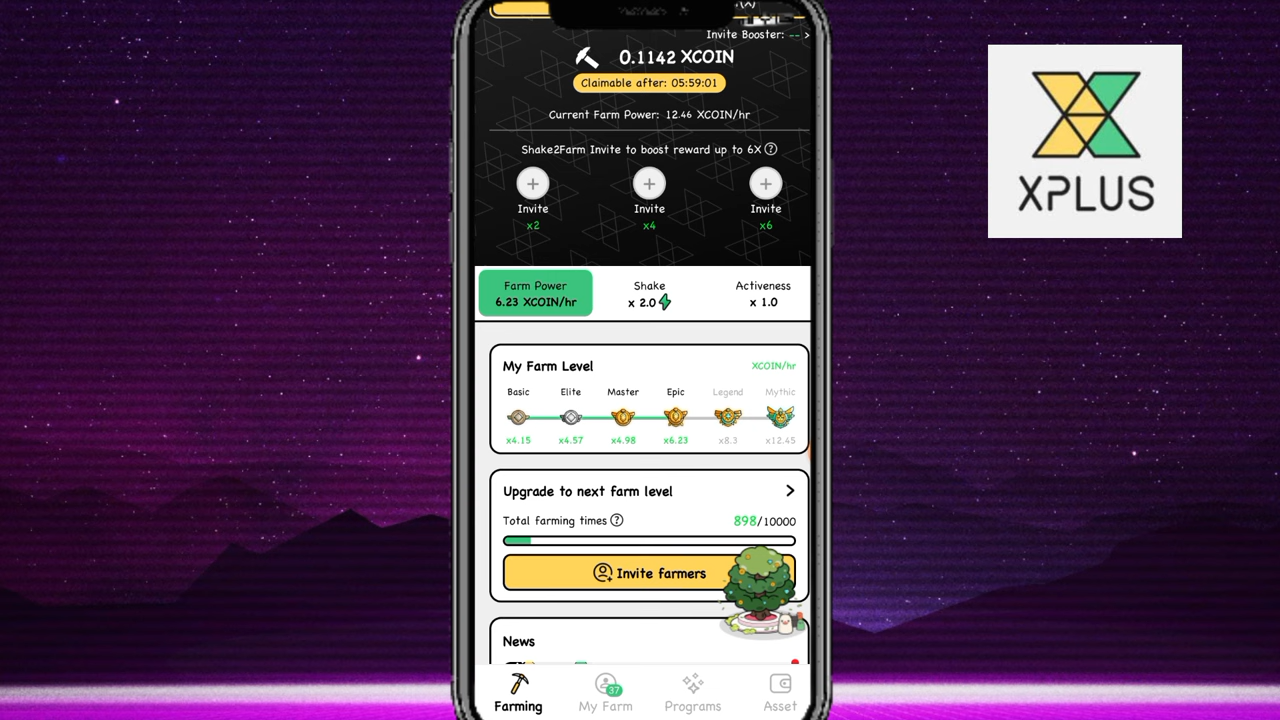 Invite Booster: -- >
0.1142 XCOIN
Claimable after: 05:59:01
Current Farm Power: 12.46 XCOIN/hr
Shake2Farm Invite to boost reward up to 6X ?
Invite Invite Invite
x2 x4 x6
Farm Power Shake Activeness
6.23 XCOIN/hr x 2.0 x 1.0
My Farm Level XCOIN/hr
Basic Elite Master Epic Legend Mythic
x4.15 x4.57 x4.98 x6.23 x8.3 x12.45
Upgrade to next farm level
Total farming times ? 898/10000
Invite farmers
News
37
Farming My Farm Programs Asset
XPLUS